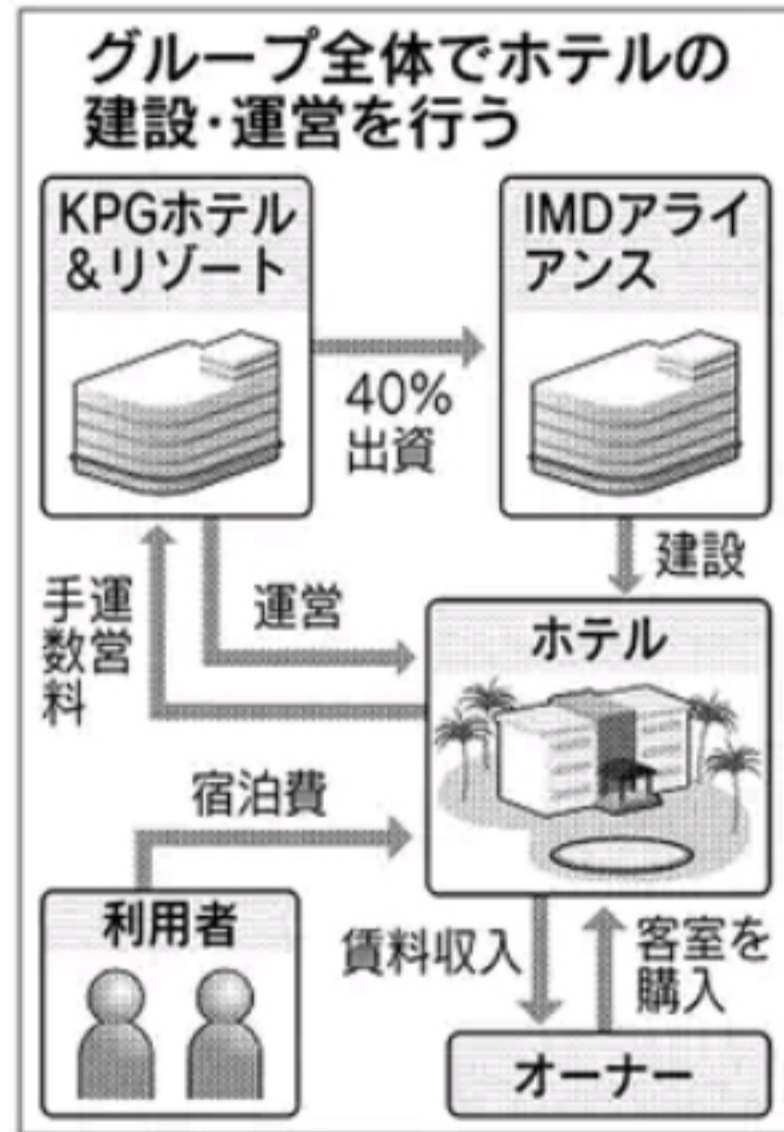 グループ全体でホテルの
建設・運営を行う
KPGホテル
&リゾート
IMDアライ
アンス
40%
出資
建設
運営
手数料
運営
ホテル
宿泊費
利用者
賃料収入
客室を
購入
オーナー